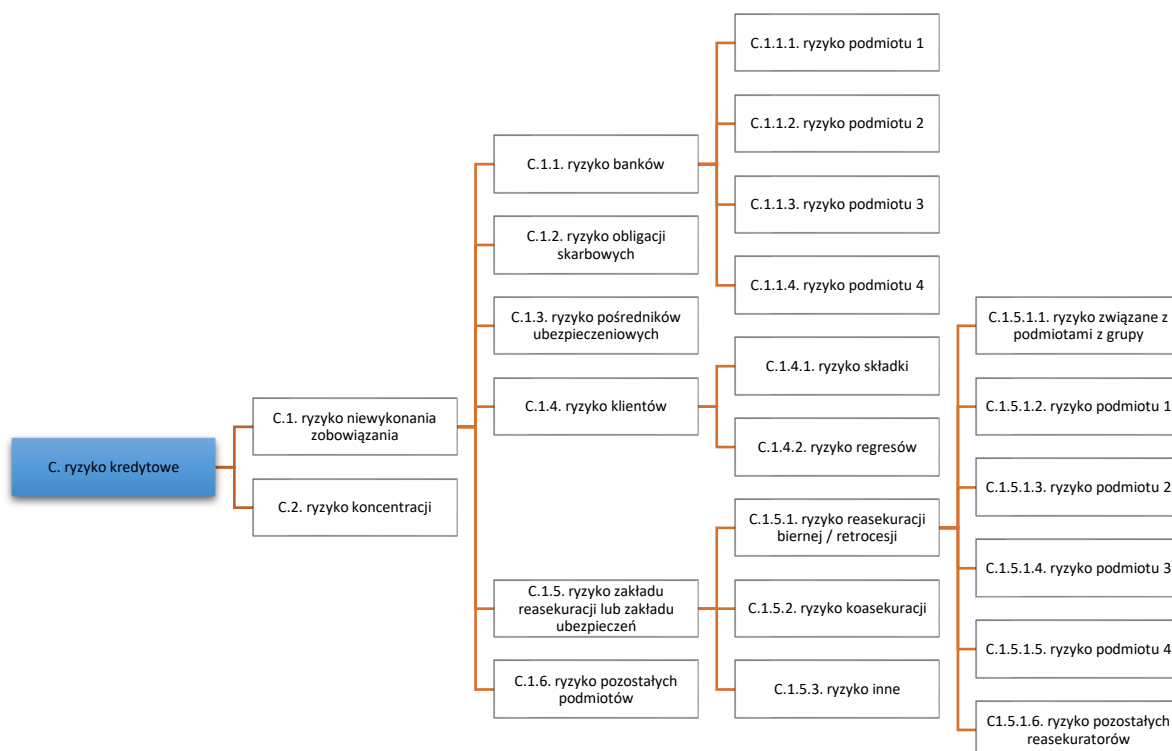 C. ryzyko kredytowe
C.1. ryzyko niewykonania
zobowiązania
C.2. ryzyko koncentracji
C.1.1. ryzyko banków
C.1.2. ryzyko obligacji
skarbowych
C.1.3. ryzyko pośredników
ubezpieczeniowych
C.1.4. ryzyko klientów
C.1.5. ryzyko zakładu
reasekuracji lub zakładu
ubezpieczeń
C.1.6. ryzyko pozostałych
podmiotów
C.1.1.1. ryzyko podmiotu 1
C.1.1.2. ryzyko podmiotu 2
C.1.1.3. ryzyko podmiotu 3
C.1.1.4. ryzyko podmiotu 4
C.1.4.1. ryzyko składki
C.1.4.2. ryzyko regresów
C.1.5.1. ryzyko reasekuracji
biernej / retrocesji
C.1.5.2. ryzyko koasekuracji
C.1.5.3. ryzyko inne
C.1.5.1.1. ryzyko związane z
podmiotami z grupy
C.1.5.1.2. ryzyko podmiotu 1
C.1.5.1.3. ryzyko podmiotu 2
C.1.5.1.4. ryzyko podmiotu 3
C.1.5.1.5. ryzyko podmiotu 4
C1.5.1.6. ryzyko pozostałych
reasekuratorów